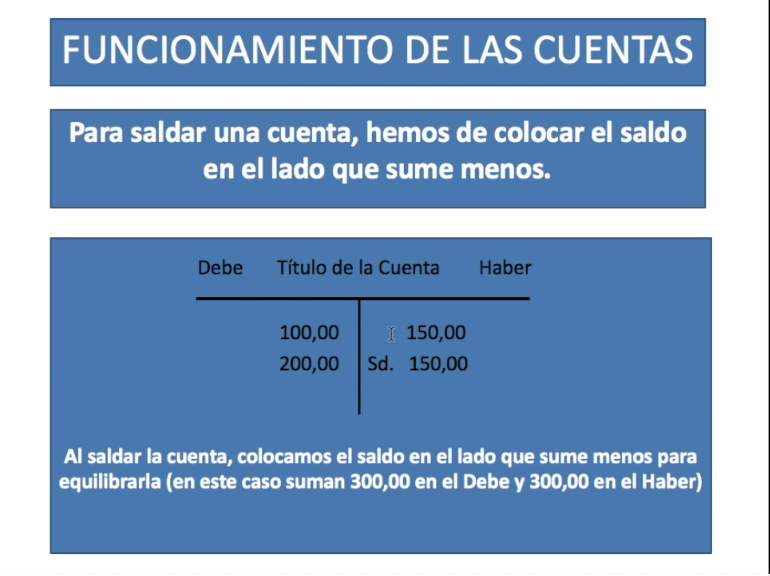 FUNCIONAMIENTO DE LAS CUENTAS
Para saldar una cuenta, hemos de colocar el saldo
en el lado que sume menos.
Debe Título de la Cuenta Haber
100,00 150,00
200,00 Sd. 150,00
Al saldar la cuenta, colocamos el saldo en el lado que sume menos para
equilibrarla (en este caso suman 300,00 en el Debe y 300,00 en el Haber)